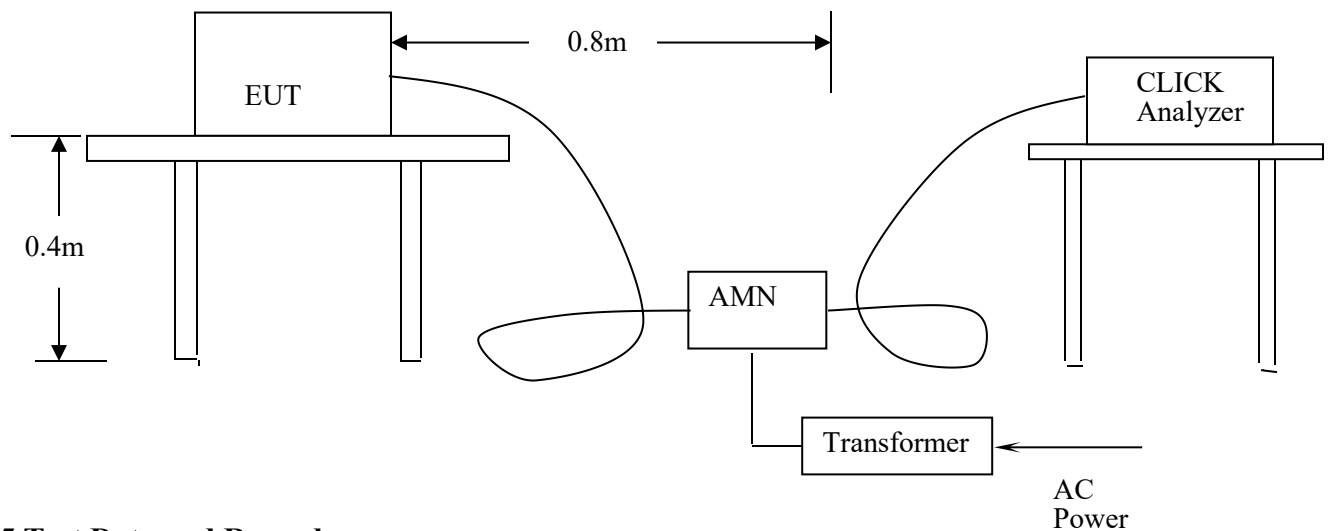 0.8m
EUT
CLICK
Analyzer
0.4m
AMN
Transformer
AC
Power